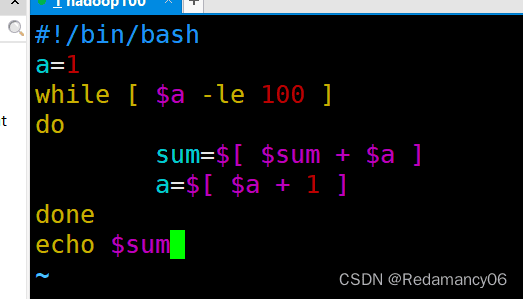 1 hadoop100
#!/bin/bash
a=1
while [ $a -le 100 ]
do
        sum=$[ $sum + $a ]
        a=$[ $a + 1 ]
done
echo $sum
~
CSDN @Redamancy06